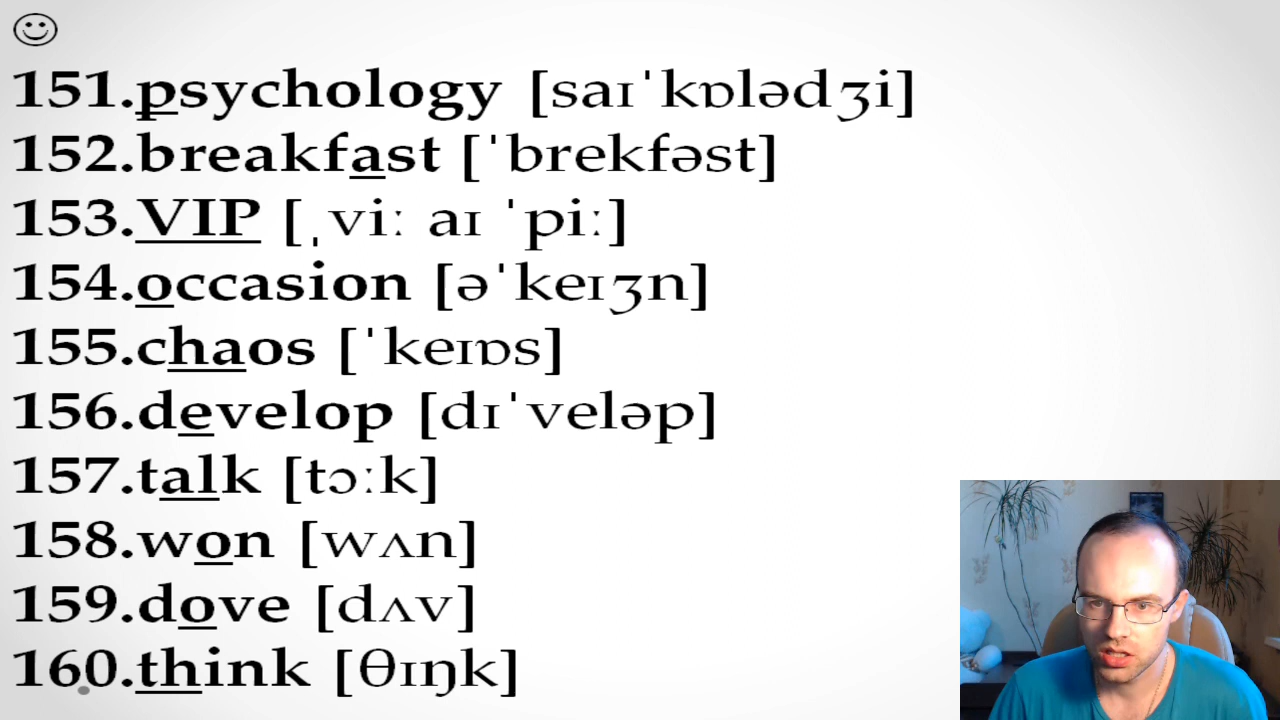 ☺
151.psychology [saɪˈkɒlədʒi]
152.breakfast [ˈbrekfəst]
153.VIP [ˌviː aɪ ˈpiː]
154.occasion [əˈkeɪʒn]
155.chaos [ˈkeɪɒs]
156.develop [dɪˈveləp]
157.talk [tɔːk]
158.won [wʌn]
159.dove [dʌv]
160.think [θɪŋk]